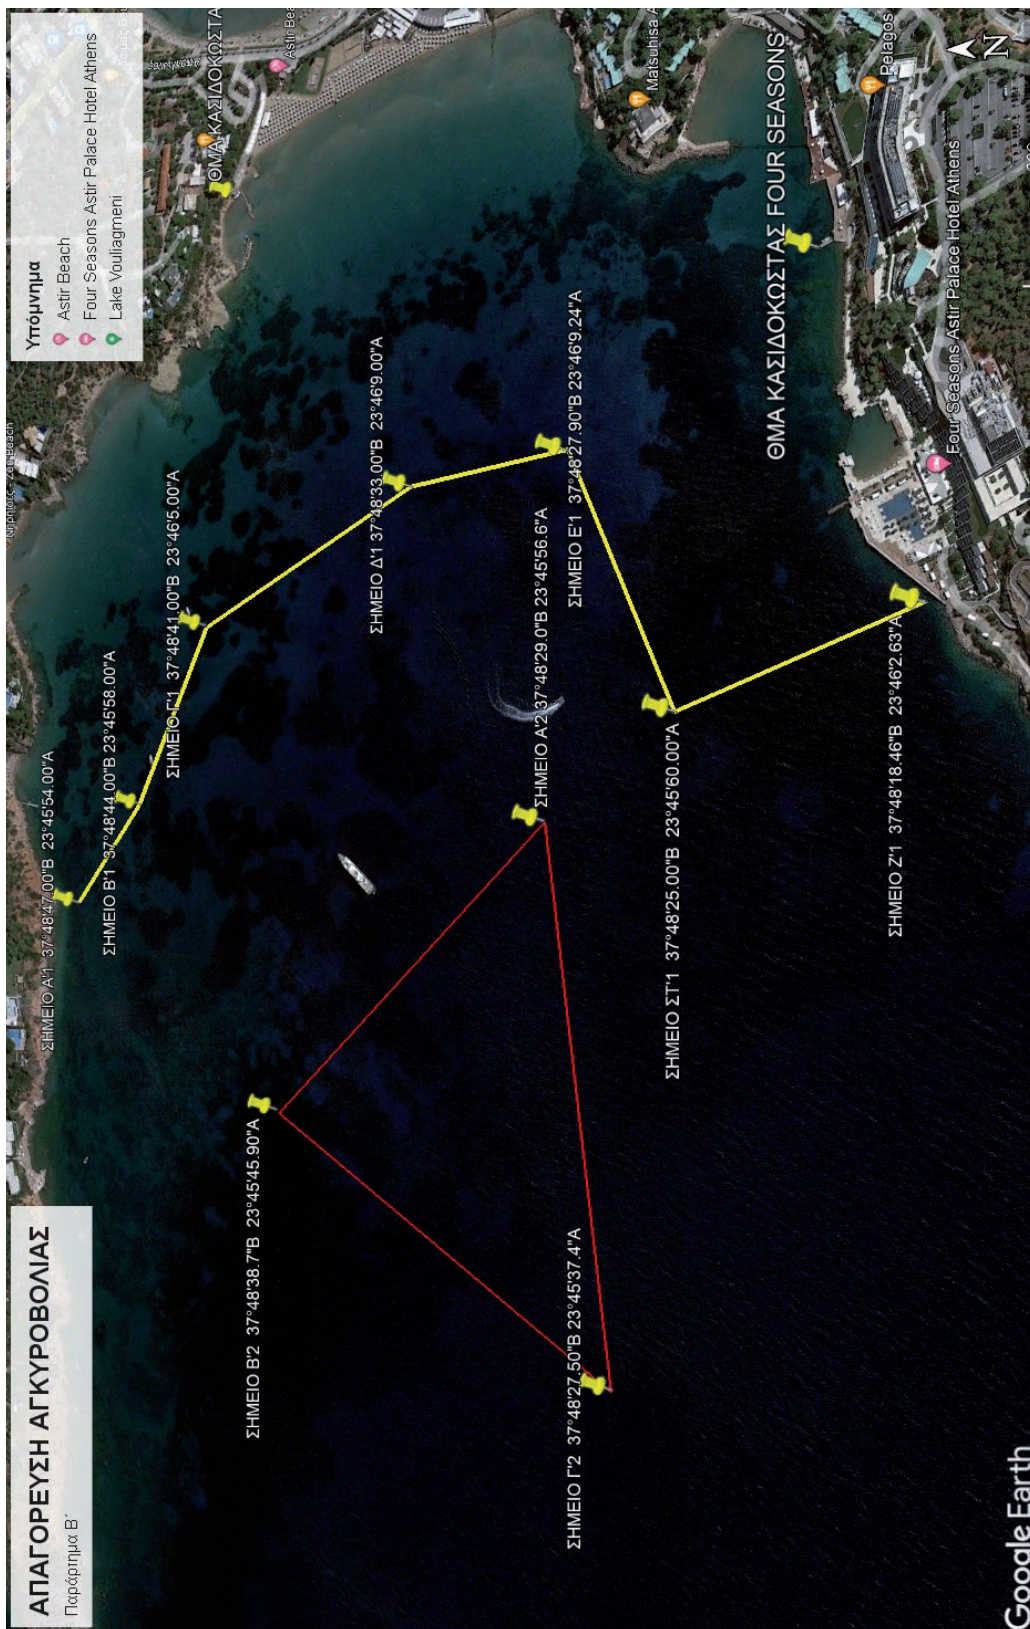 ΑΠΑΓΟΡΕΥΣΗ ΑΓΚΥΡΟΒΟΛΙΑΣ
Παράρτημα Β΄
Υπόμνημα
Astir Beach
Four Seasons Astir Palace Hotel Athens
Lake Vouliagmeni
ΣΗΜΕΙΟ Α'1 37°48'47.00"Β 23°45'54.00"Α
ΣΗΜΕΙΟ Β'1 37°48'44.00"Β 23°45'58.00"Α
ΣΗΜΕΙΟ Γ'1 37°48'41.00"Β 23°46'5.00"Α
ΘΜΑ ΚΑΣΙΔΟΚΩΣΤΑ
Astir Bea
ΣΗΜΕΙΟ Β'2 37°48'38.7"Β 23°45'45.90"Α
ΣΗΜΕΙΟ Δ'1 37°48'33.00"Β 23°46'9.00"Α
ΣΗΜΕΙΟ Α'2 37°48'29.0"Β 23°45'56.6"Α
ΣΗΜΕΙΟ Ε'1 37°48'27.90"Β 23°46'9.24"Α
ΣΗΜΕΙΟ Γ'2 37°48'27.50"Β 23°45'37.4"Α
Matsuhisa A
ΣΗΜΕΙΟ ΣΤ'1 37°48'25.00"Β 23°45'60.00"Α
ΘΜΑ ΚΑΣΙΔΟΚΩΣΤΑΣ FOUR SEASONS
Pelagos
ΣΗΜΕΙΟ Ζ'1 37°48'18.46"Β 23°46'2.63"Α
Four Seasons Astir Palace Hotel Athens
N
Google Earth